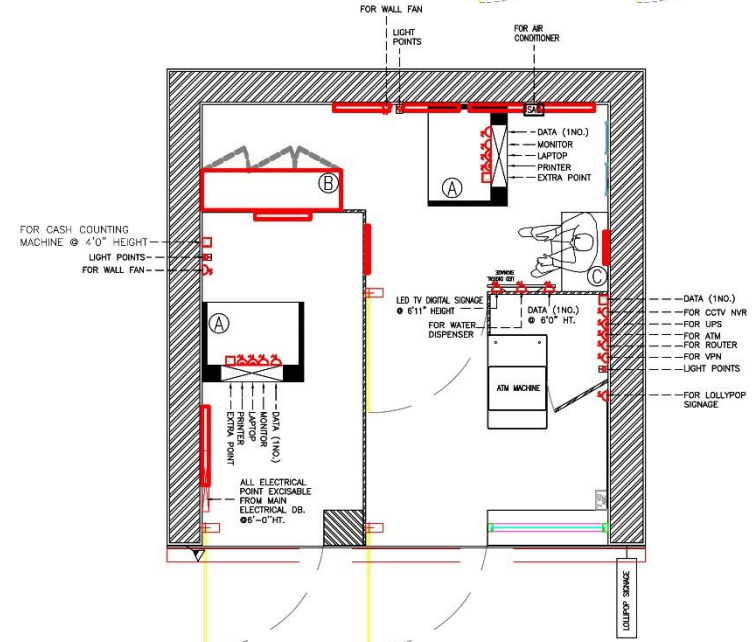 FOR WALL FAN
LIGHT
POINTS
FOR AIR
CONDITIONER
DATA (1NO.)
MONITOR
LAPTOP
PRINTER
EXTRA POINT
A
B
FOR CASH COUNTING
MACHINE @ 4'0" HEIGHT
LIGHT POINTS
FOR WALL FAN
C
LED DIGITAL
SIGNAGE
LED TV DIGITAL SIGNAGE
@ 6'11" HEIGHT
FOR WATER
DISPENSER
DATA (1NO.)
@ 6'0" HT.
DATA (1NO.)
FOR CCTV NVR
FOR UPS
FOR ATM
FOR ROUTER
FOR VPN
LIGHT POINTS
FOR LOLLYPOP
SIGNAGE
A
ATM MACHINE
EXTRA POINT
PRINTER
LAPTOP
MONITOR
DATA (1NO.)
ALL ELECTRICAL
POINT EXCISABLE
FROM MAIN
ELECTRICAL DB.
@6'-0"HT.
LOLLIPOP SIGNAGE